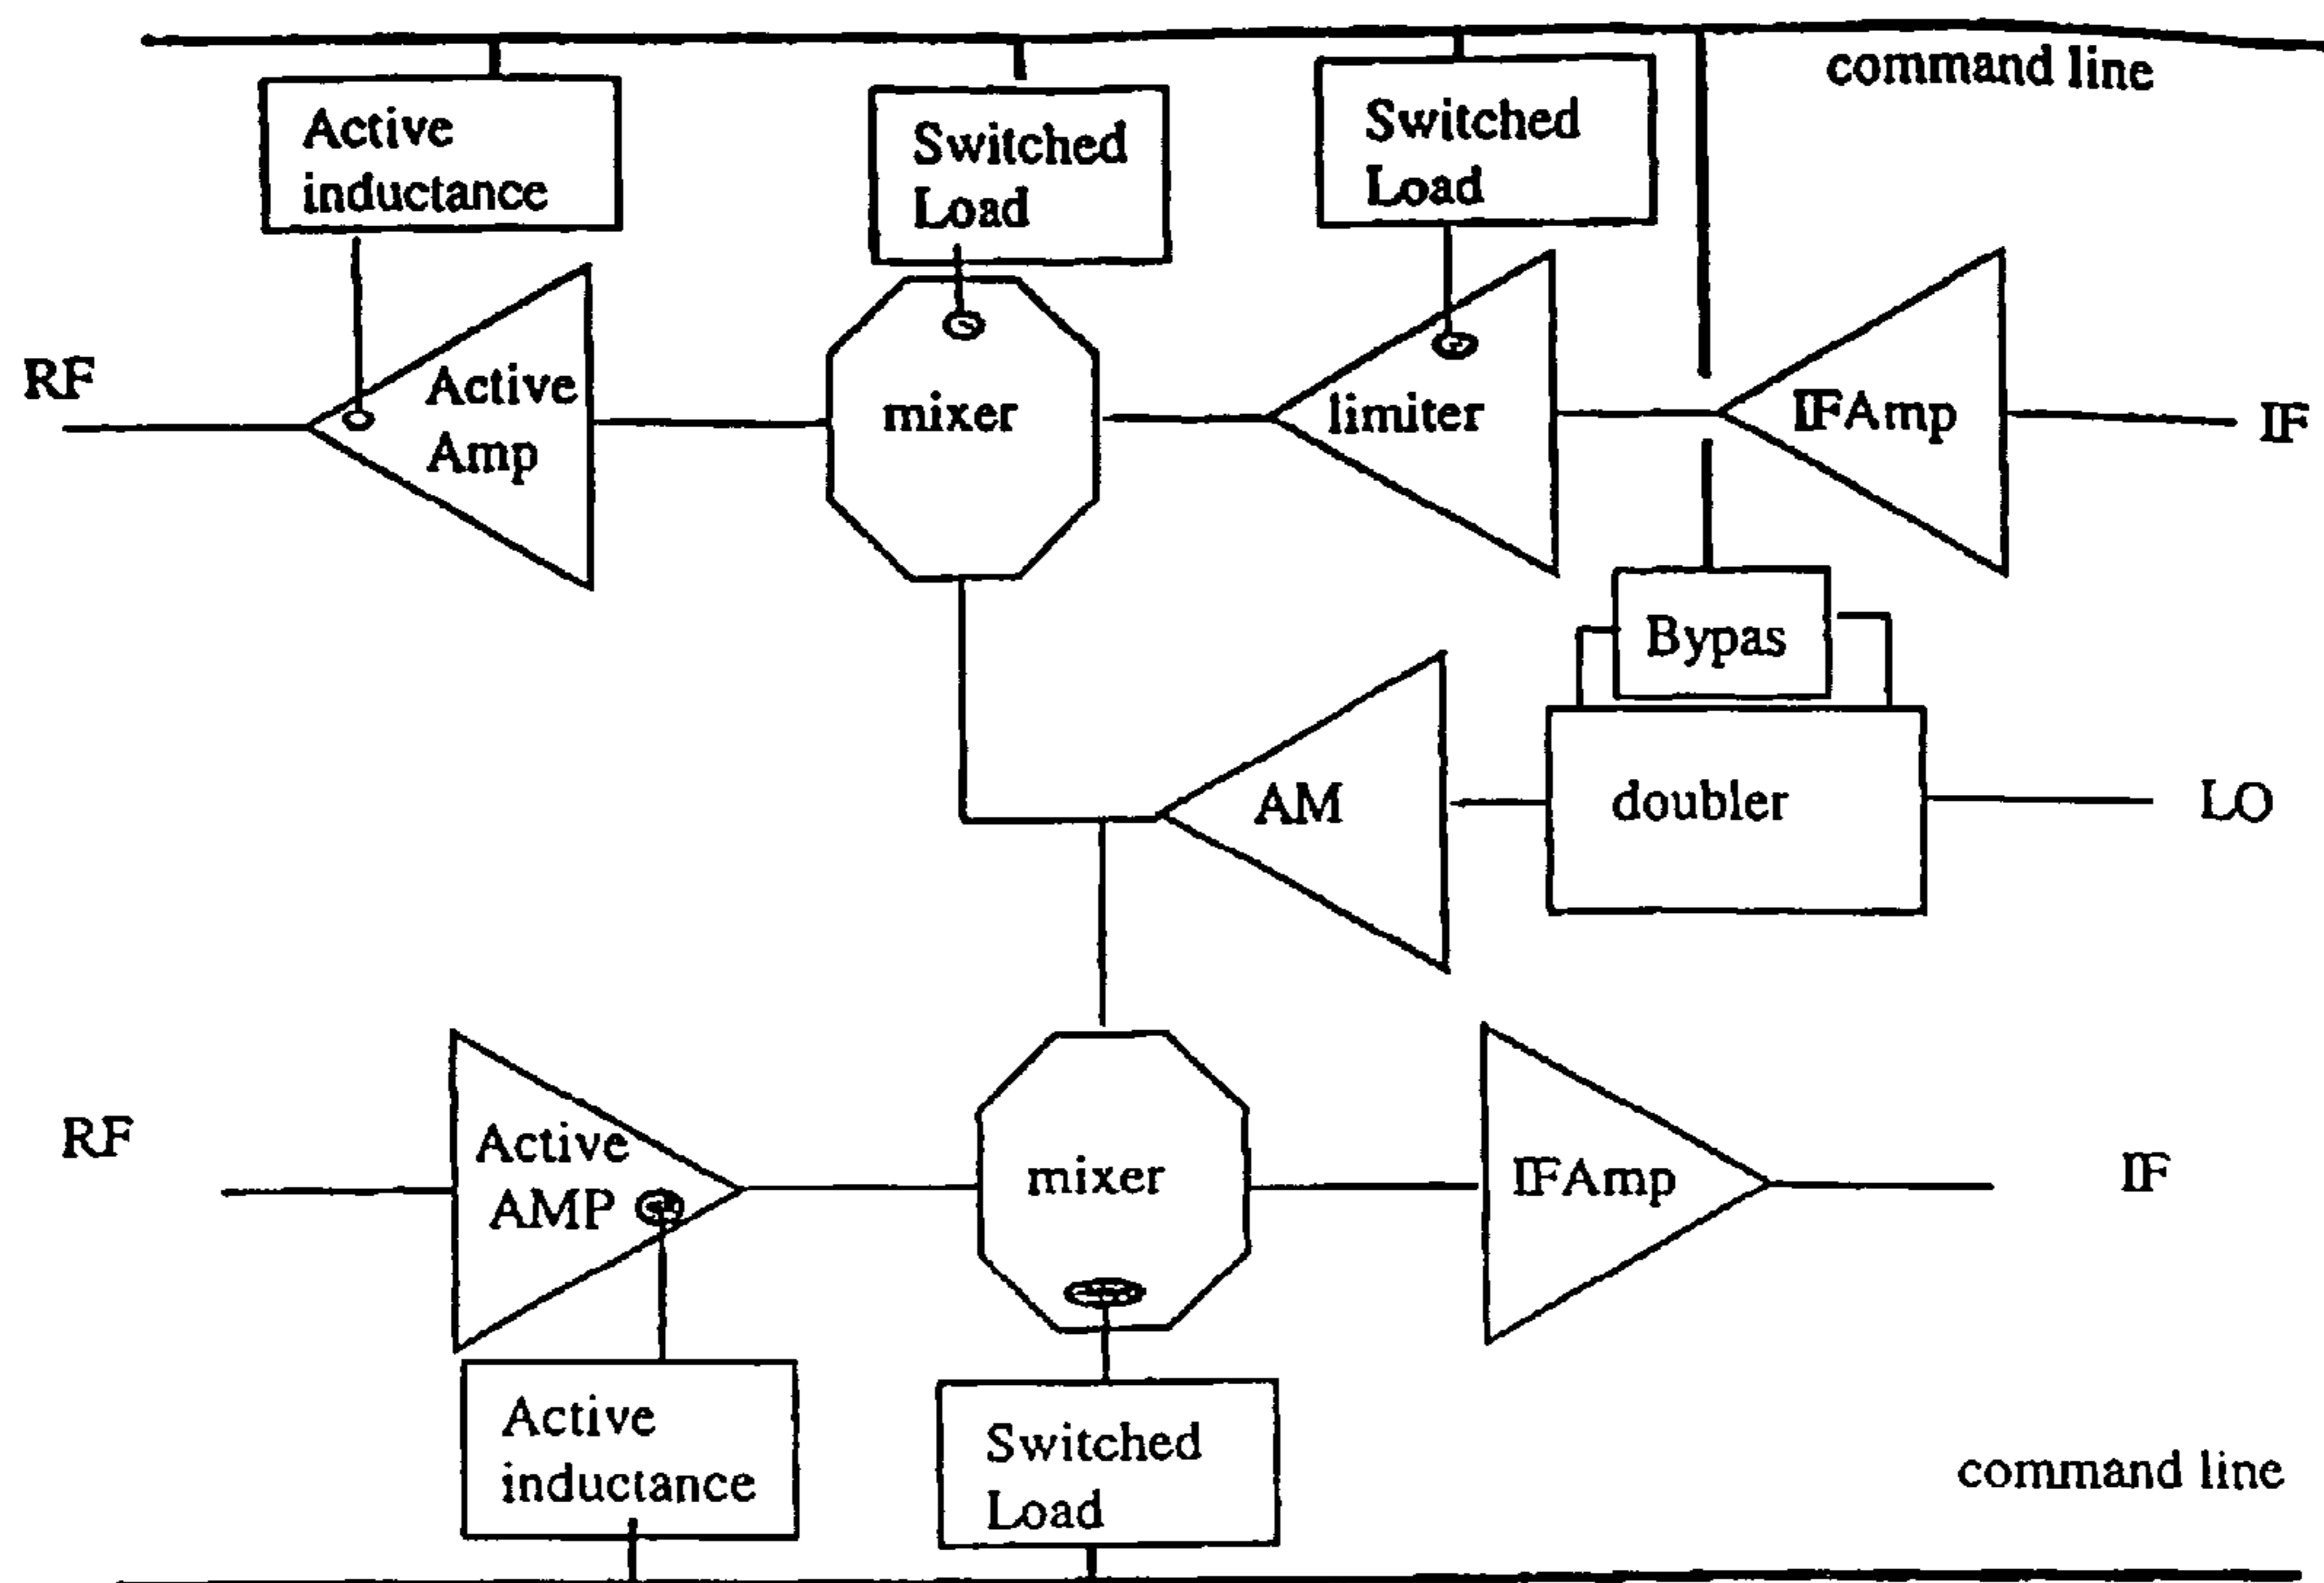 command line
Active
inductance
Switched
Load
Switched
Load
RF
Active
Amp
mixer
limiter
IFAmp
IF
Bypas
AM
doubler
LO
RF
Active
AMP
mixer
IFAmp
IF
Active
inductance
Switched
Load
command line